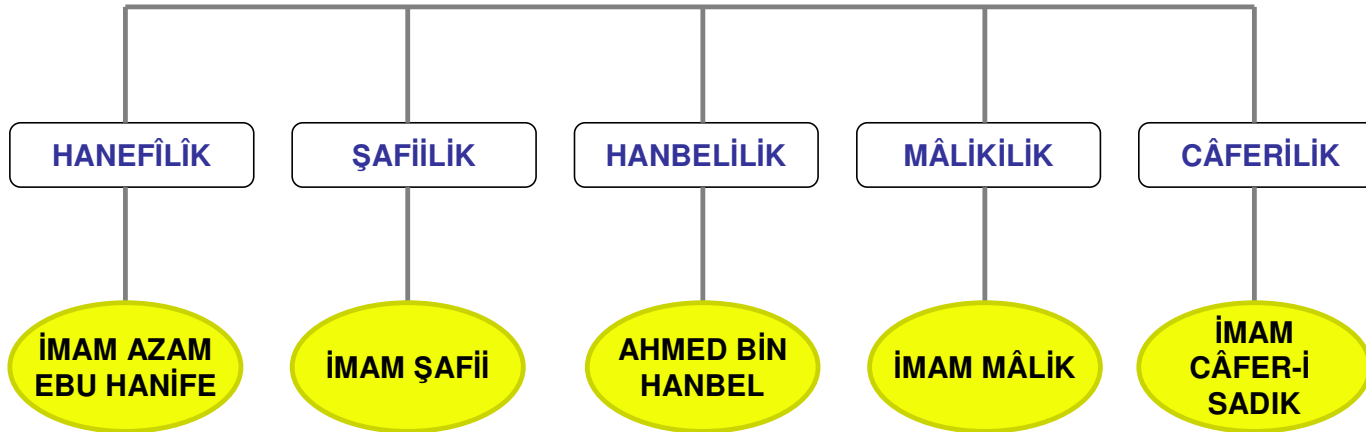 HANEFÎLÎK
ŞAFİİLİK
HANBELİLİK
MÂLİKİLİK
CÂFERİLİK
İMAM AZAM
EBU HANİFE
İMAM ŞAFİİ
AHMED BİN
HANBEL
İMAM MÂLİK
İMAM
CÂFER-İ
SADIK